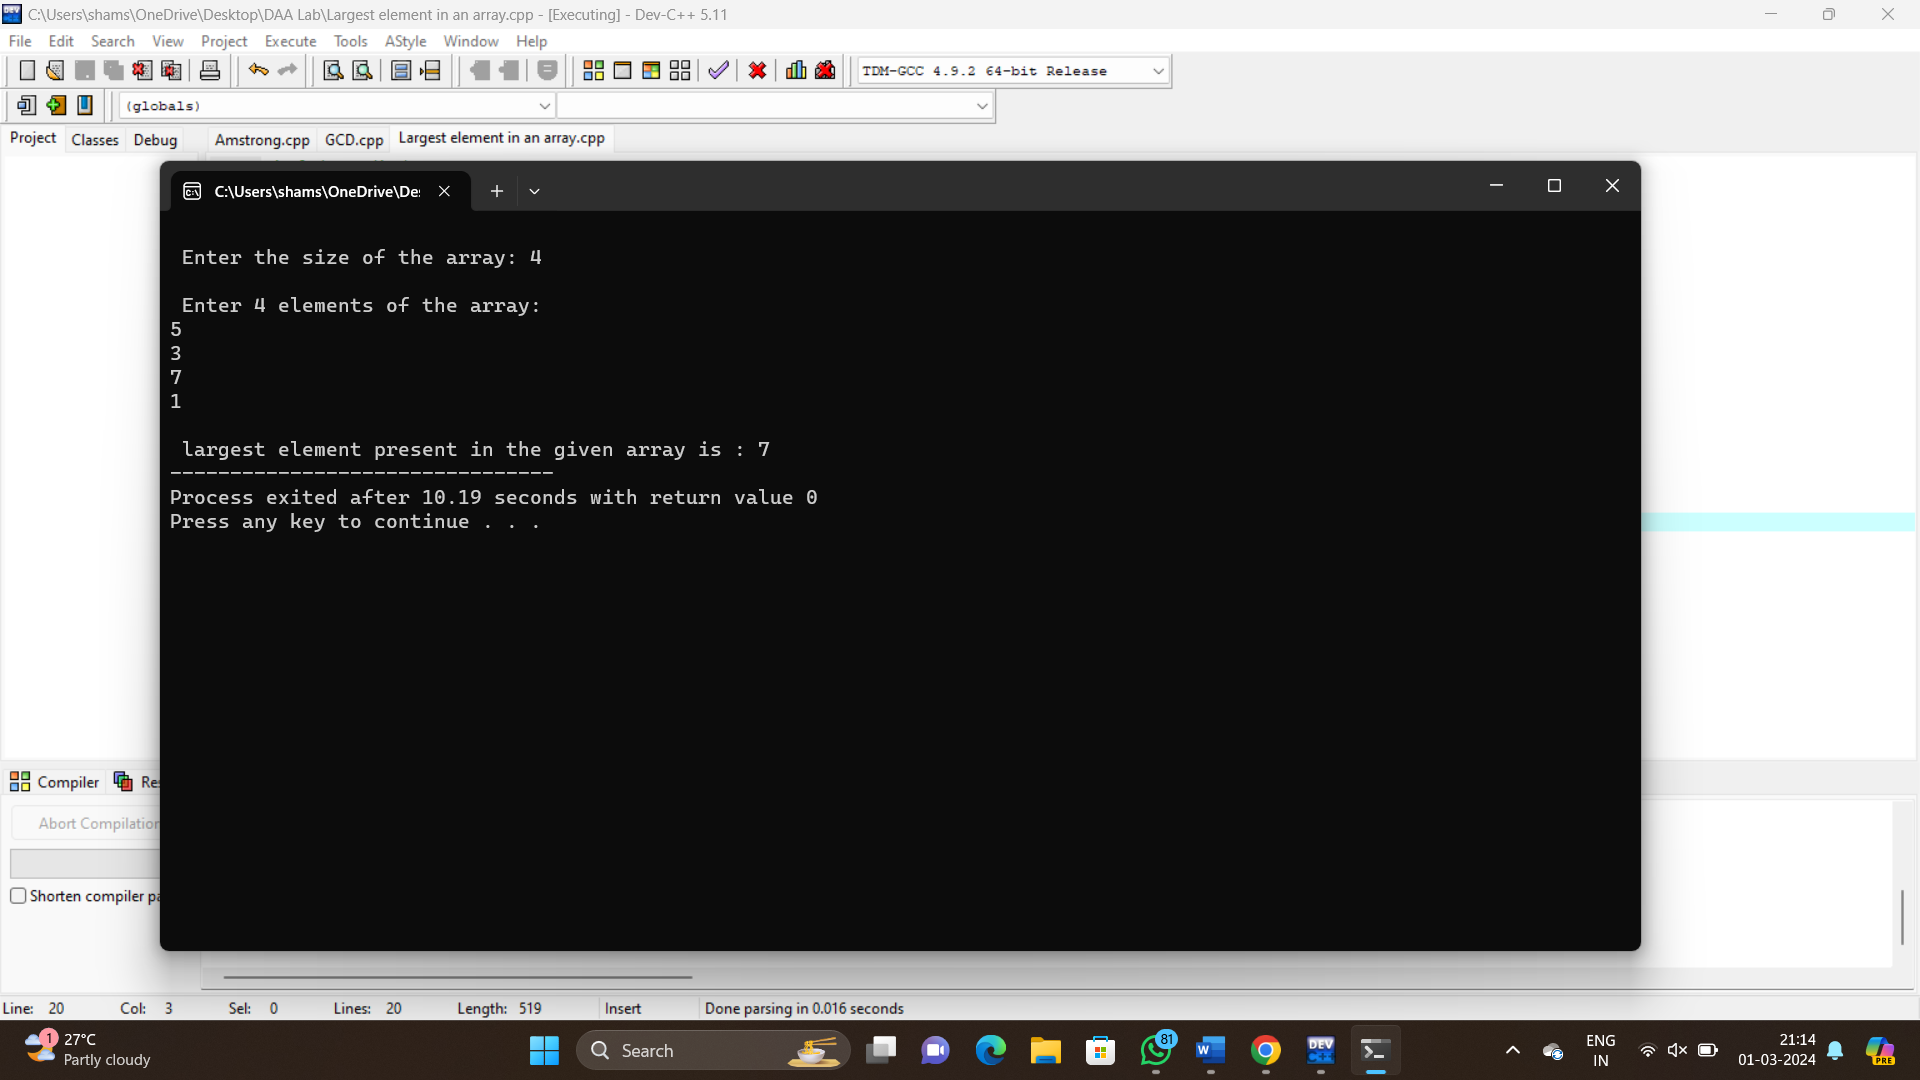 C:\Users\shams\OneDrive\Desktop\DAA Lab\Largest element in an array.cpp - [Executing] - Dev-C++ 5.11
File Edit Search View Project Execute Tools AStyle Window Help
TDM-GCC 4.9.2 64-bit Release
(globals)
Project Classes Debug Amstrong.cpp GCD.cpp Largest element in an array.cpp
C:\Users\shams\OneDrive\De
Enter the size of the array: 4
Enter 4 elements of the array:
5
3
7
1
largest element present in the given array is : 7
--------------------------------
Process exited after 10.19 seconds with return value 0
Press any key to continue . . .
Compiler Re
Abort Compilation
Shorten compiler pa
Line: 20 Col: 3 Sel: 0 Lines: 20 Length: 519 Insert Done parsing in 0.016 seconds
1 27°C
Partly cloudy
Search
81
DEV
ENG
IN
21:14
01-03-2024
PRE